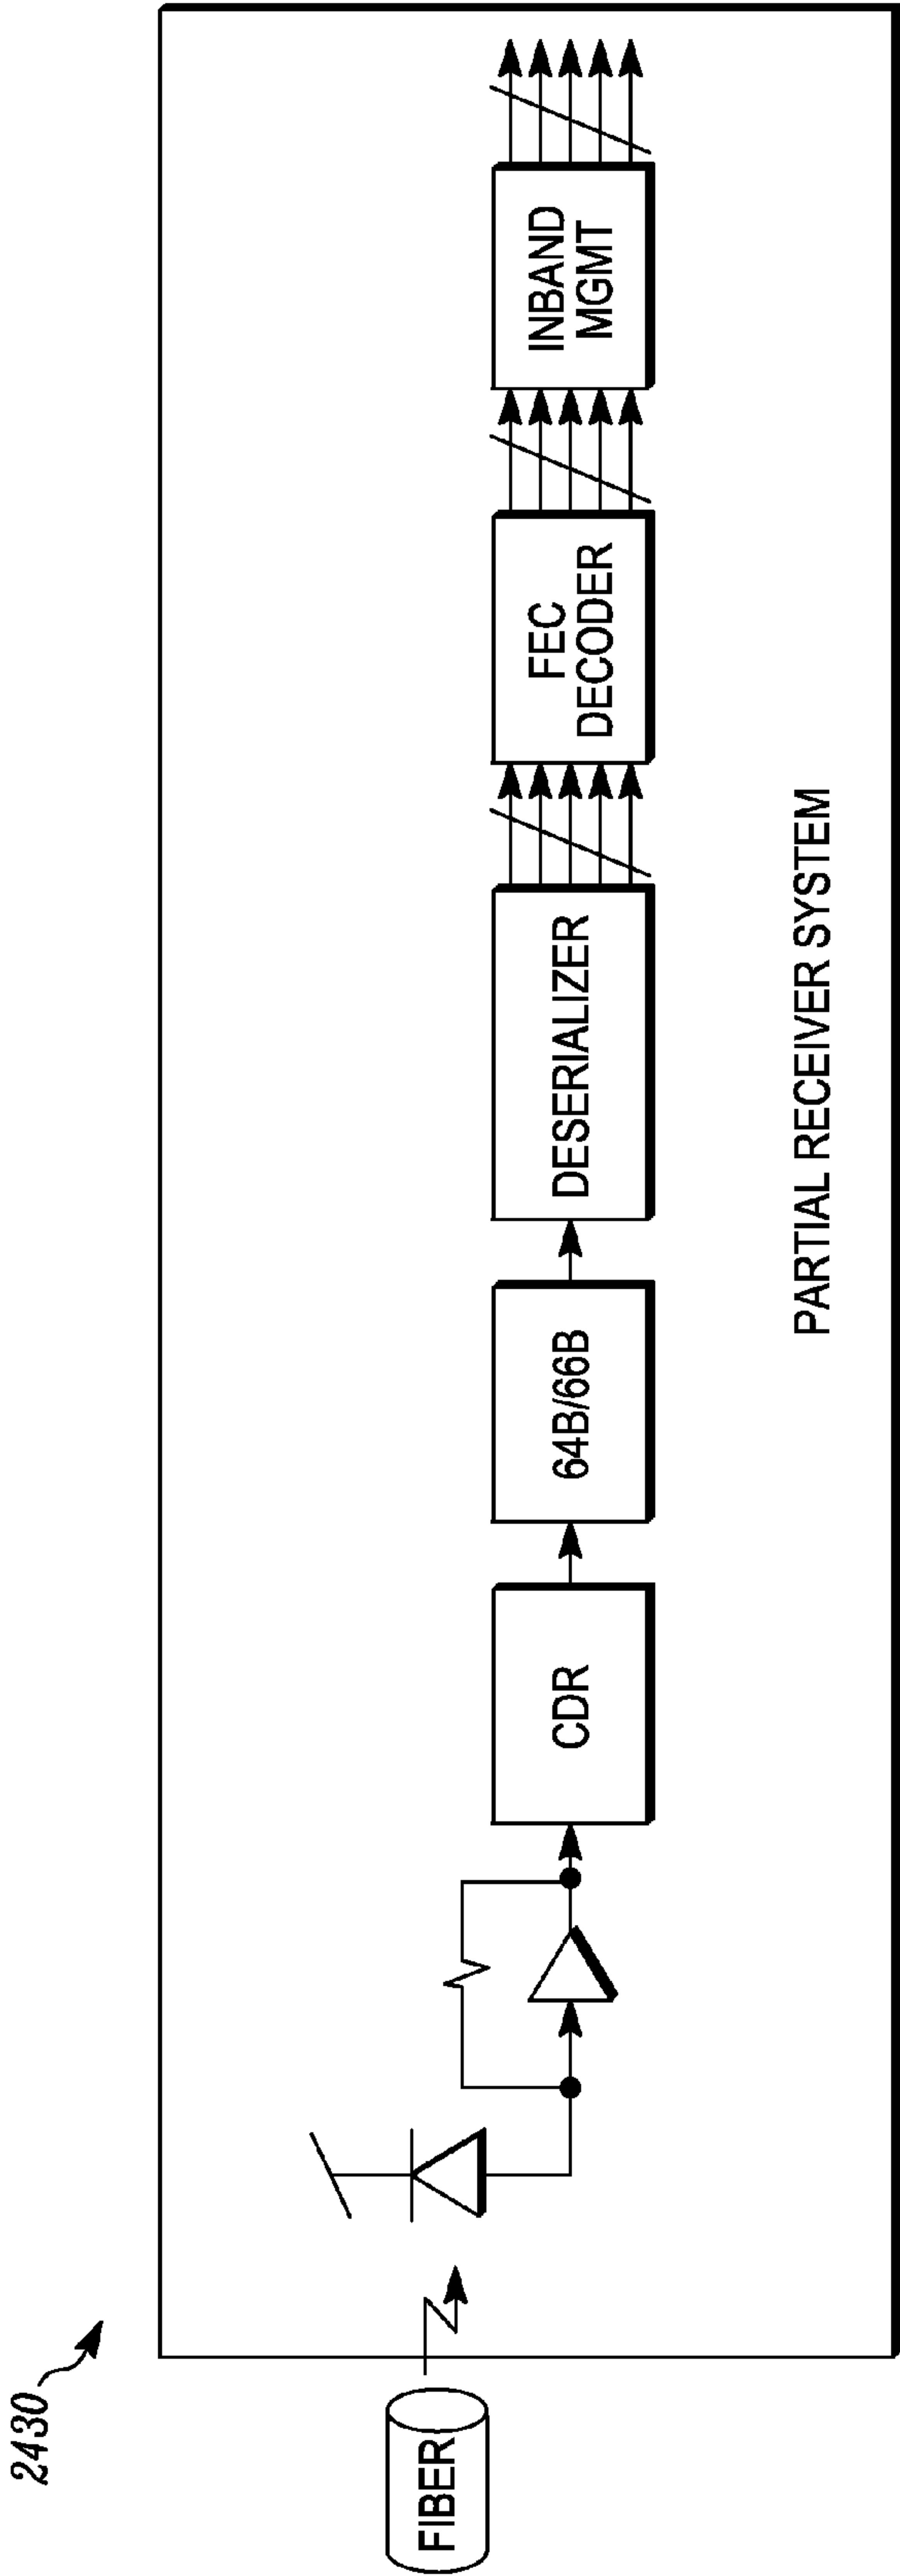 2430
FIBER
CDR
64B/66B
DESERIALIZER
FEC
DECODER
INBAND
MGMT
PARTIAL RECEIVER SYSTEM